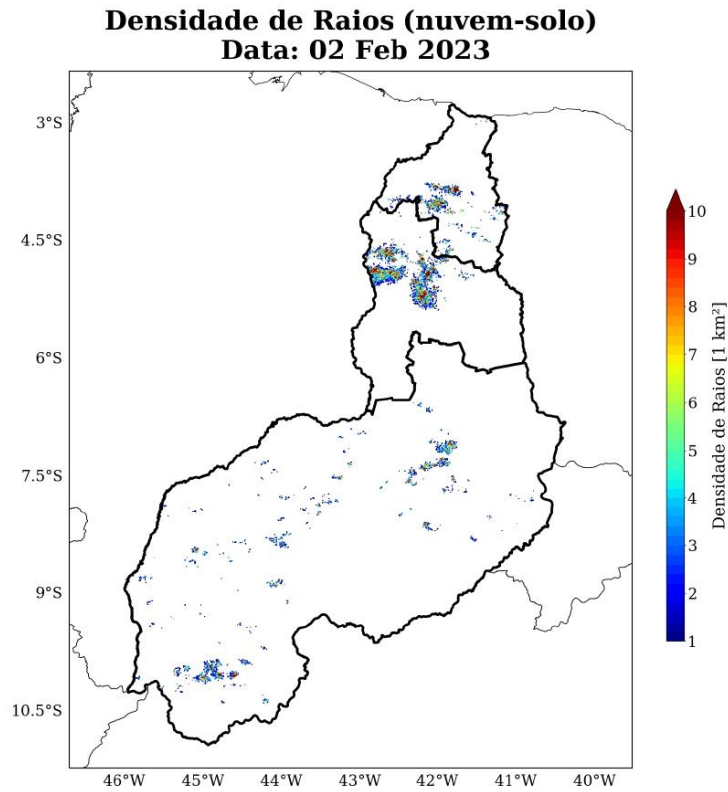 Densidade de Raios (nuvem-solo)
Data: 02 Feb 2023
3°S
4.5°S
6°S
7.5°S
9°S
10.5°S
46°W
45°W
44°W
43°W
42°W
41°W
40°W
10
9
8
7
6
5
4
3
2
1
Densidade de Raios [1 km²]